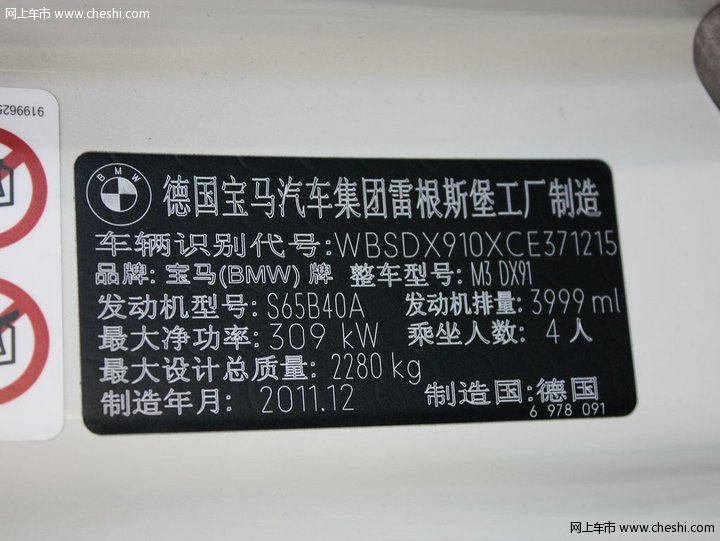 网上车市 www.cheshi.com
9199625
BMW
德国宝马汽车集团雷根斯堡工厂制造
车辆识别代号:WBSDX910XCE371215
品牌: 宝马(BMW) 牌 整车型号: M3 DX91
发动机型号: S65B40A 发动机排量: 3999 ml
最大净功率: 309 kW 乘坐人数: 4 人
最大设计总质量: 2280 kg
制造年月: 2011.12 制造国: 德国
6 978 091
网上车市 www.cheshi.com